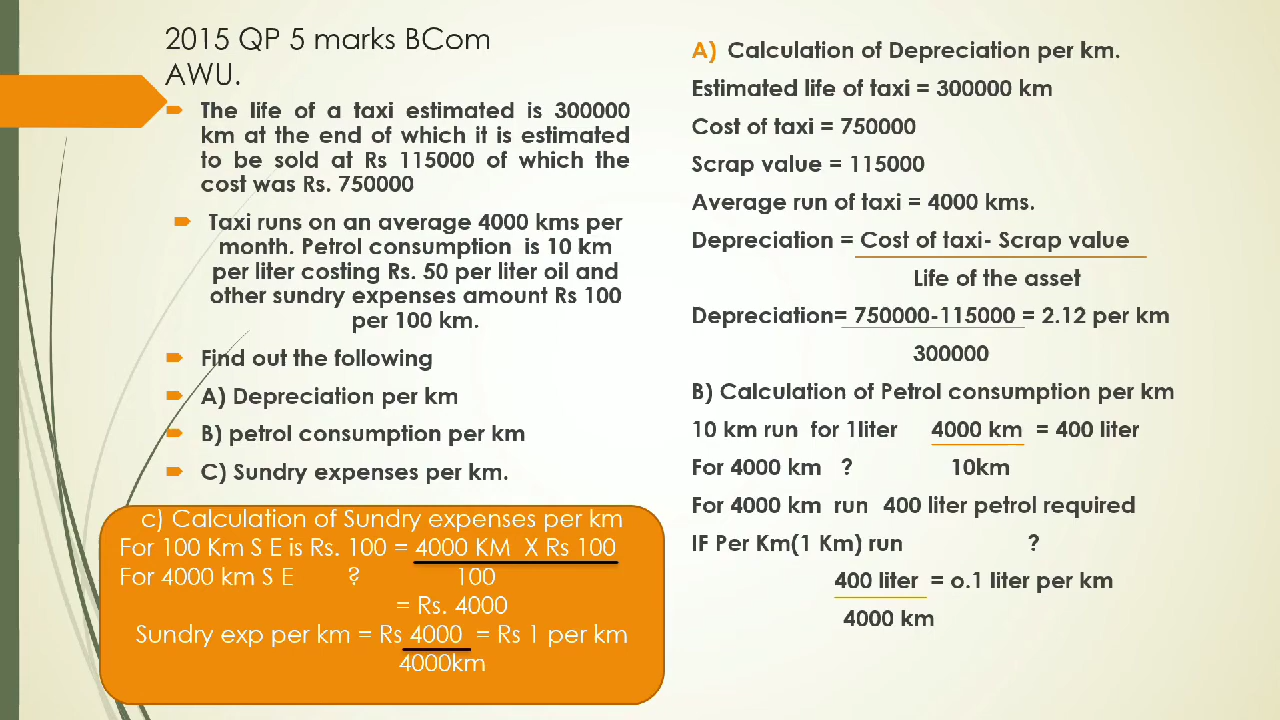 2015 QP 5 marks BCom
AWU.
The life of a taxi estimated is 300000
km at the end of which it is estimated
to be sold at Rs 115000 of which the
cost was Rs. 750000
Taxi runs on an average 4000 kms per
month. Petrol consumption is 10 km
per liter costing Rs. 50 per liter oil and
other sundry expenses amount Rs 100
per 100 km.
Find out the following
A) Depreciation per km
B) petrol consumption per km
C) Sundry expenses per km.
c) Calculation of Sundry expenses per km
For 100 Km S E is Rs. 100 = 4000 KM X Rs 100
For 4000 km S E ? 100
= Rs. 4000
Sundry exp per km = Rs 4000 = Rs 1 per km
4000km
A) Calculation of Depreciation per km.
Estimated life of taxi = 300000 km
Cost of taxi = 750000
Scrap value = 115000
Average run of taxi = 4000 kms.
Depreciation = Cost of taxi- Scrap value
Life of the asset
Depreciation= 750000-115000 = 2.12 per km
300000
B) Calculation of Petrol consumption per km
10 km run for 1liter 4000 km = 400 liter
For 4000 km ? 10km
For 4000 km run 400 liter petrol required
IF Per Km(1 Km) run ?
400 liter = o.1 liter per km
4000 km